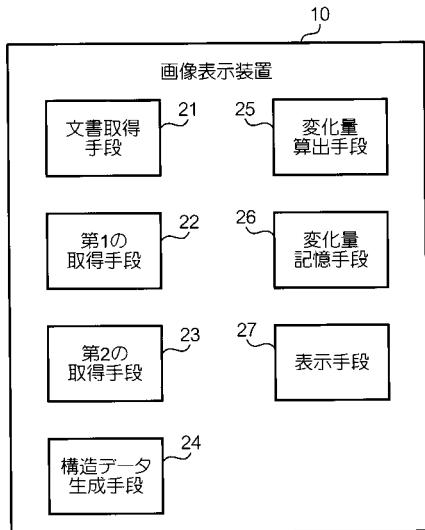 10
画像表示装置
文書取得
手段
21
第1の
取得手段
22
第2の
取得手段
23
構造データ
生成手段
24
変化量
算出手段
25
変化量
記憶手段
26
表示手段
27